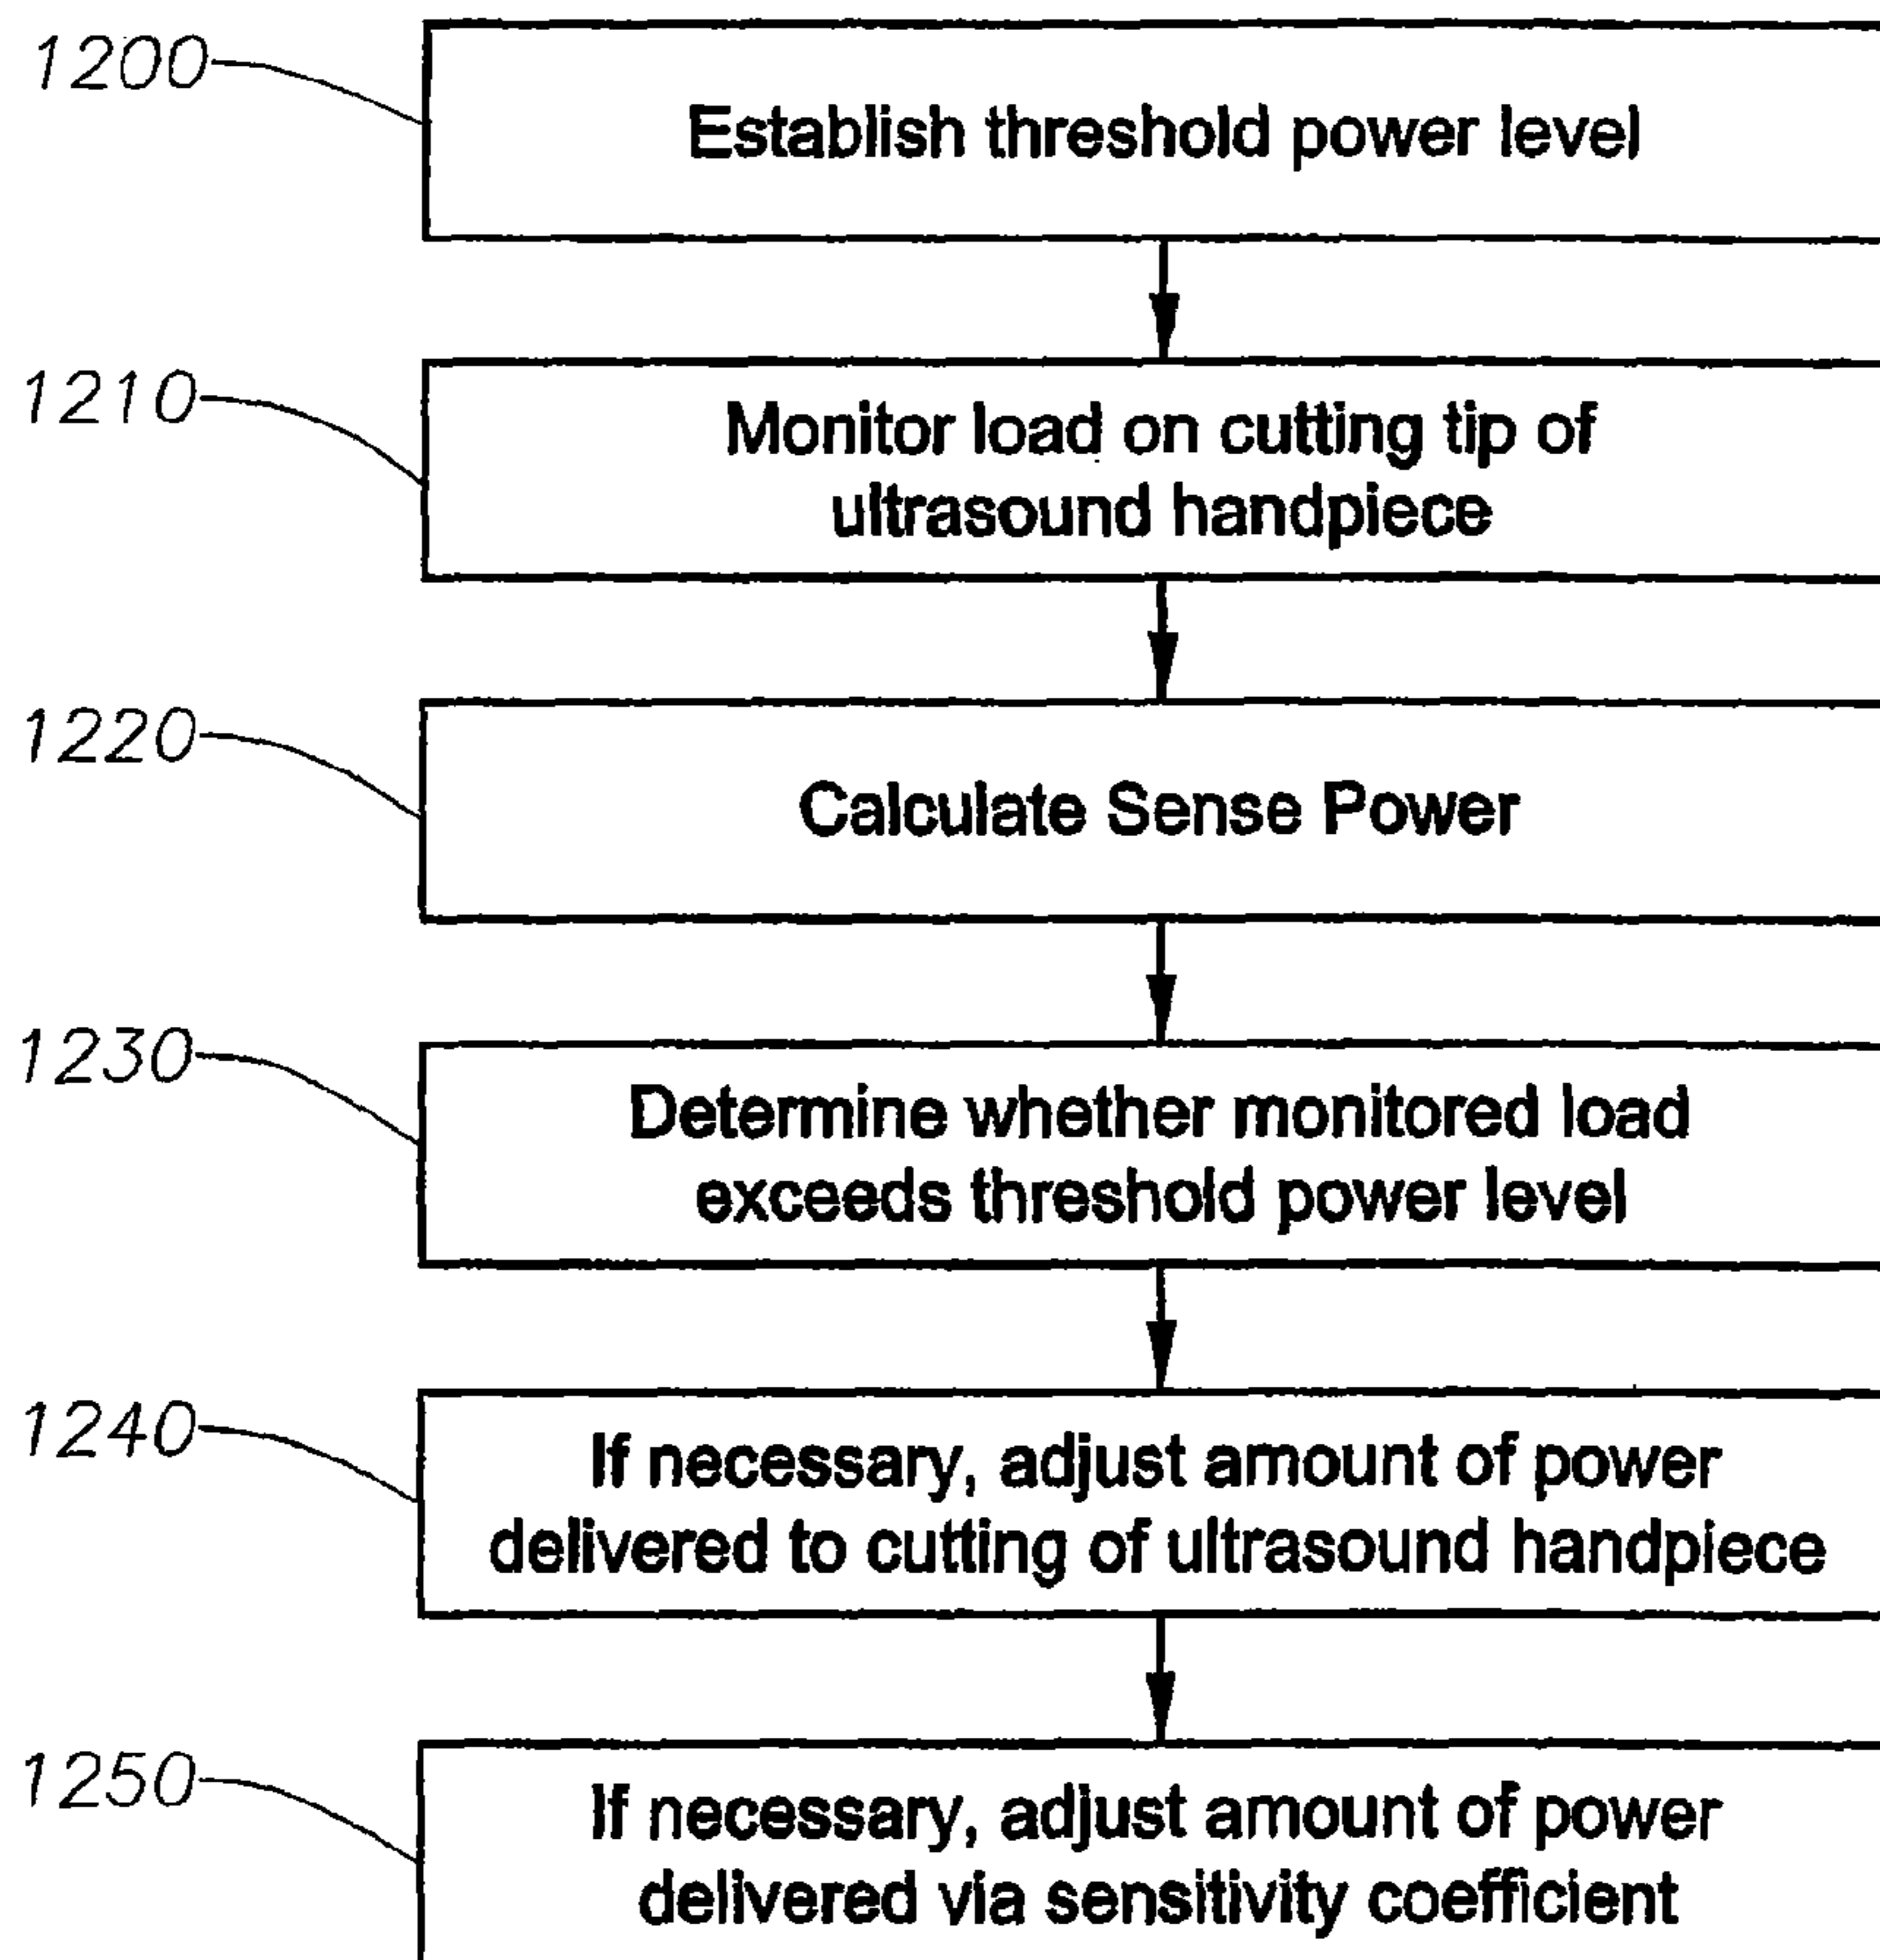 1200
Establish threshold power level
1210
Monitor load on cutting tip of
ultrasound handpiece
1220
Calculate Sense Power
1230
Determine whether monitored load
exceeds threshold power level
1240
If necessary, adjust amount of power
delivered to cutting of ultrasound handpiece
1250
If necessary, adjust amount of power
delivered via sensitivity coefficient